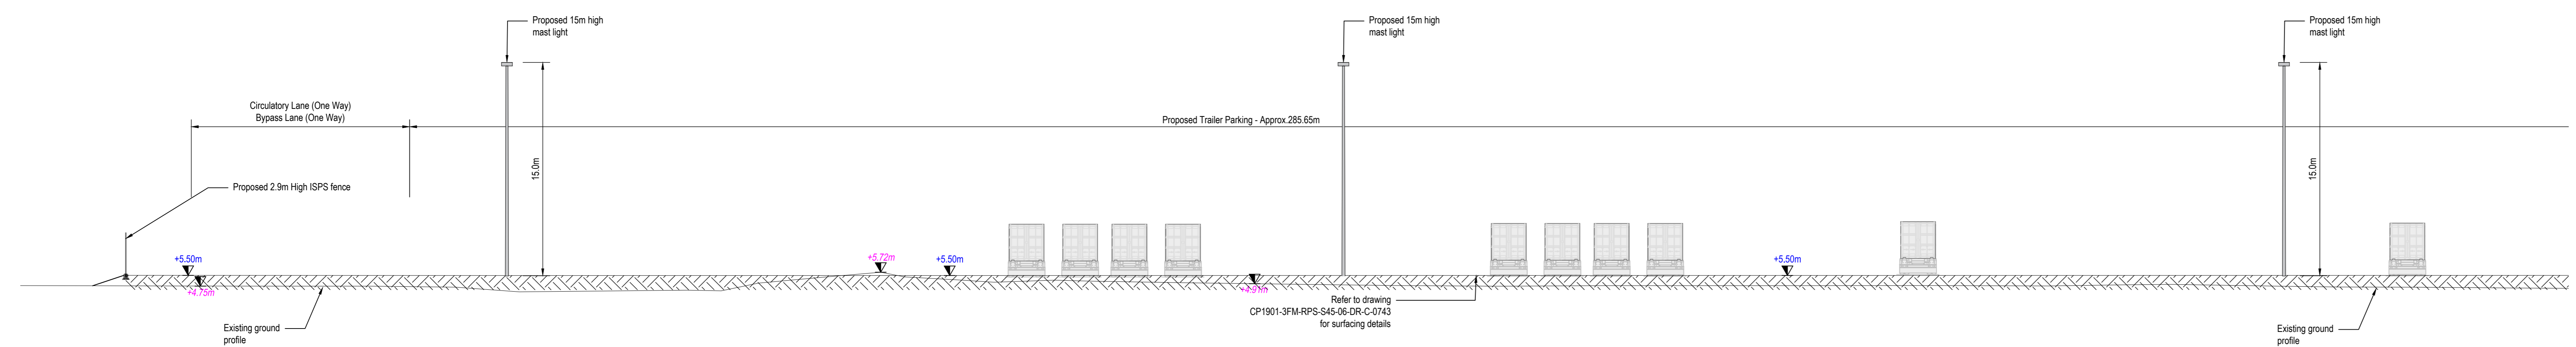 Proposed 15m high
mast light
Proposed 15m high
mast light
Proposed 15m high
mast light
Circulatory Lane (One Way)
Bypass Lane (One Way)
Proposed Trailer Parking - Approx.285.65m
15.0m
15.0m
Proposed 2.9m High ISPS fence
+5.50m
+5.72m
+5.50m
+5.50m
+4.75m
+4.91m
Refer to drawing
CP1901-3FM-RPS-S45-06-DR-C-0743
for surfacing details
Existing ground
profile
Existing ground
profile